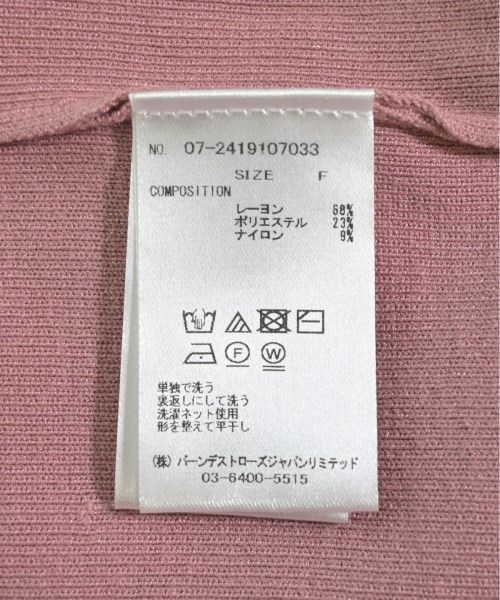 NO. 07-2419107033
SIZE F
COMPOSITION
レーヨン 68%
ポリエステル 23%
ナイロン 9%
F W
単独で洗う
裏返しにして洗う
洗濯ネット使用
形を整えて平干し
(株) バーンデストローズジャパンリミテッド
03-6400-5515